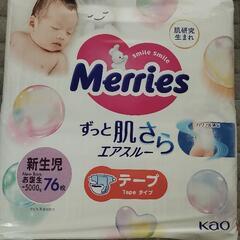 肌研究
生まれ
smile smile
Merries
ずっと肌さら
エアスルー
新生児
New Born
お誕生
~5000g
76枚
テープ
Tape タイプ
Kao